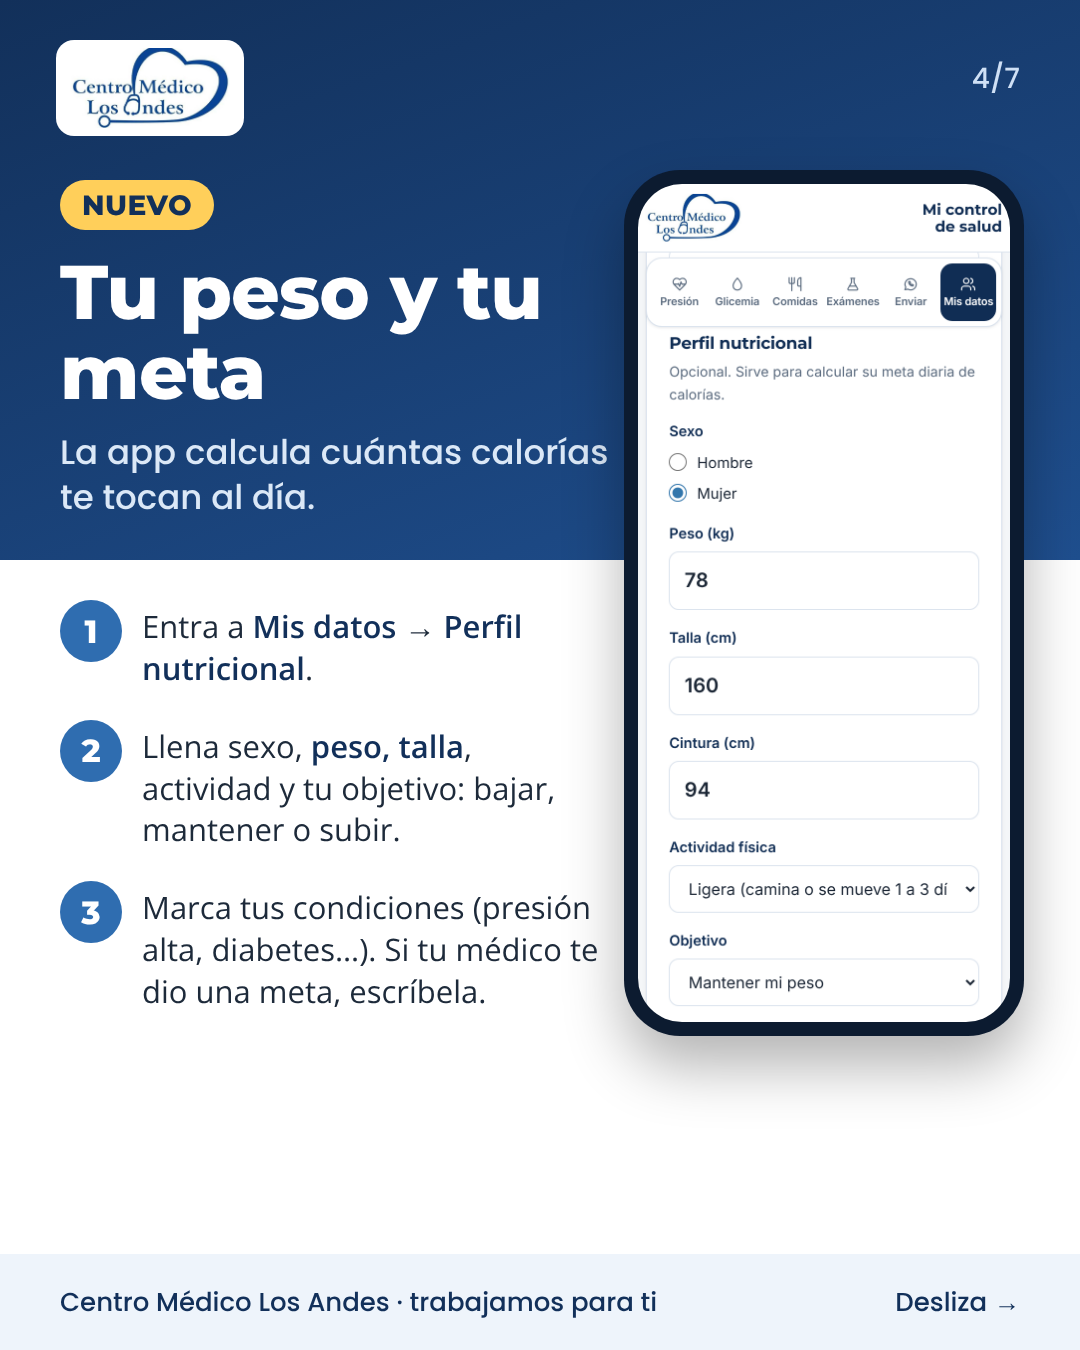 Centro Médico
Los Andes
4/7
NUEVO
Tu peso y tu
meta
La app calcula cuántas calorías
te tocan al día.
1
Entra a Mis datos → Perfil
nutricional.
2
Llena sexo, peso, talla,
actividad y tu objetivo: bajar,
mantener o subir.
3
Marca tus condiciones (presión
alta, diabetes...). Si tu médico te
dio una meta, escríbela.
Centro Médico
Los Andes
Mi control
de salud
Presión Glicemia Comidas Exámenes Enviar Mis datos
Perfil nutricional
Opcional. Sirve para calcular su meta diaria de
calorías.
Sexo
Hombre
Mujer
Peso (kg)
78
Talla (cm)
160
Cintura (cm)
94
Actividad física
Ligera (camina o se mueve 1 a 3 dí
Objetivo
Mantener mi peso
Centro Médico Los Andes · trabajamos para ti
Desliza →